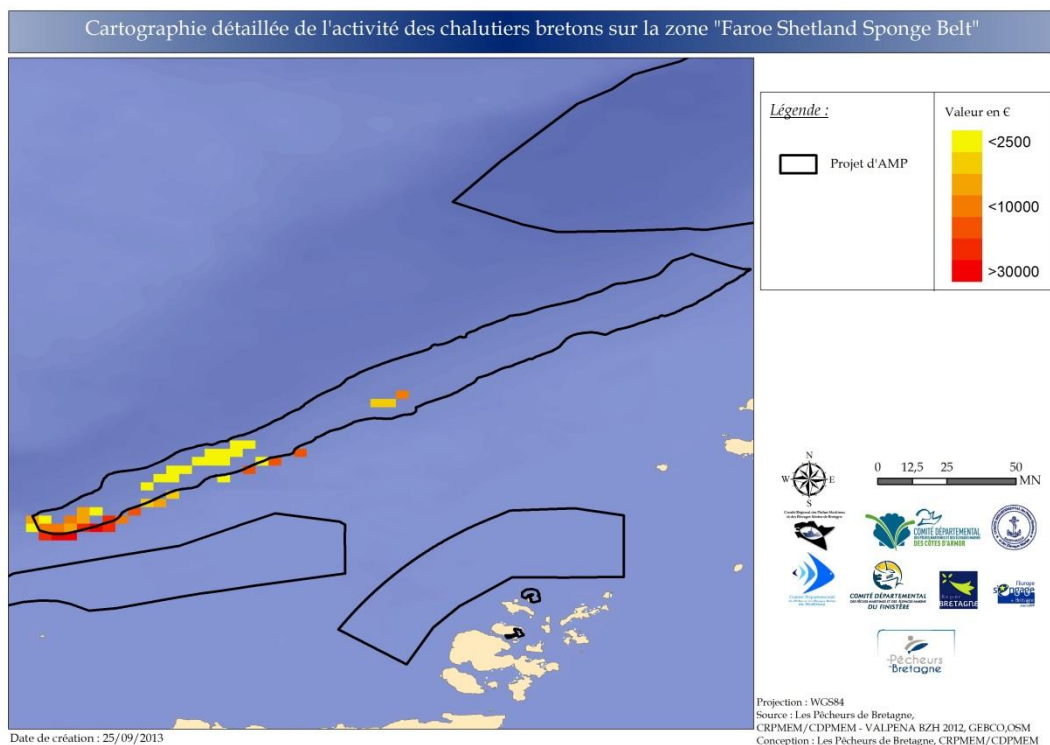 Cartographie détaillée de l'activité des chalutiers bretons sur la zone "Faroe Shetland Sponge Belt"
Légende :
Projet d'AMP
Valeur en €
<2500
<10000
>30000
N
W
E
S
0 12,5 25 50
MN
COMITÉ DÉPARTEMENTAL
DES CÔTES D'ARMOR
COMITÉ DÉPARTEMENTAL
DU FINISTÈRE
BRETAGNE
l'Europe
s'engage
Pêcheurs
de Bretagne
Projection : WGS84
Source : Les Pêcheurs de Bretagne,
CRPMEM/CDPMEM - VALPENA BZH 2012, GEBCO,OSM
Conception : Les Pêcheurs de Bretagne, CRPMEM/CDPMEM
Date de création : 25/09/2013